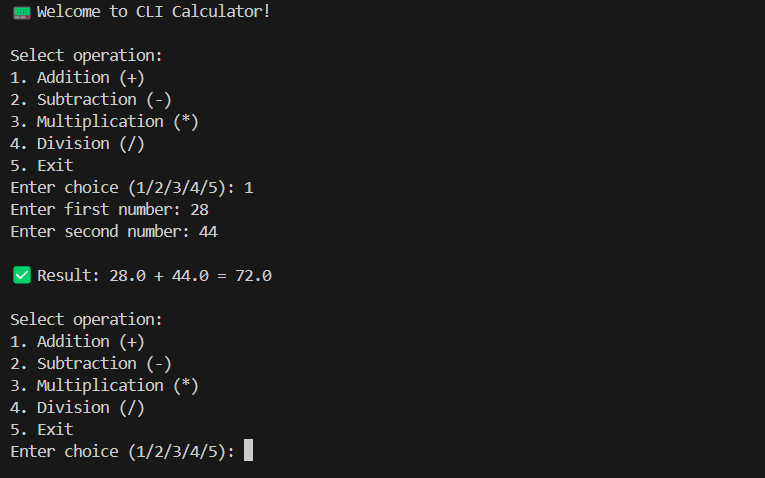 📟 Welcome to CLI Calculator!
Select operation:
1. Addition (+)
2. Subtraction (-)
3. Multiplication (*)
4. Division (/)
5. Exit
Enter choice (1/2/3/4/5): 1
Enter first number: 28
Enter second number: 44
✅ Result: 28.0 + 44.0 = 72.0
Select operation:
1. Addition (+)
2. Subtraction (-)
3. Multiplication (*)
4. Division (/)
5. Exit
Enter choice (1/2/3/4/5):